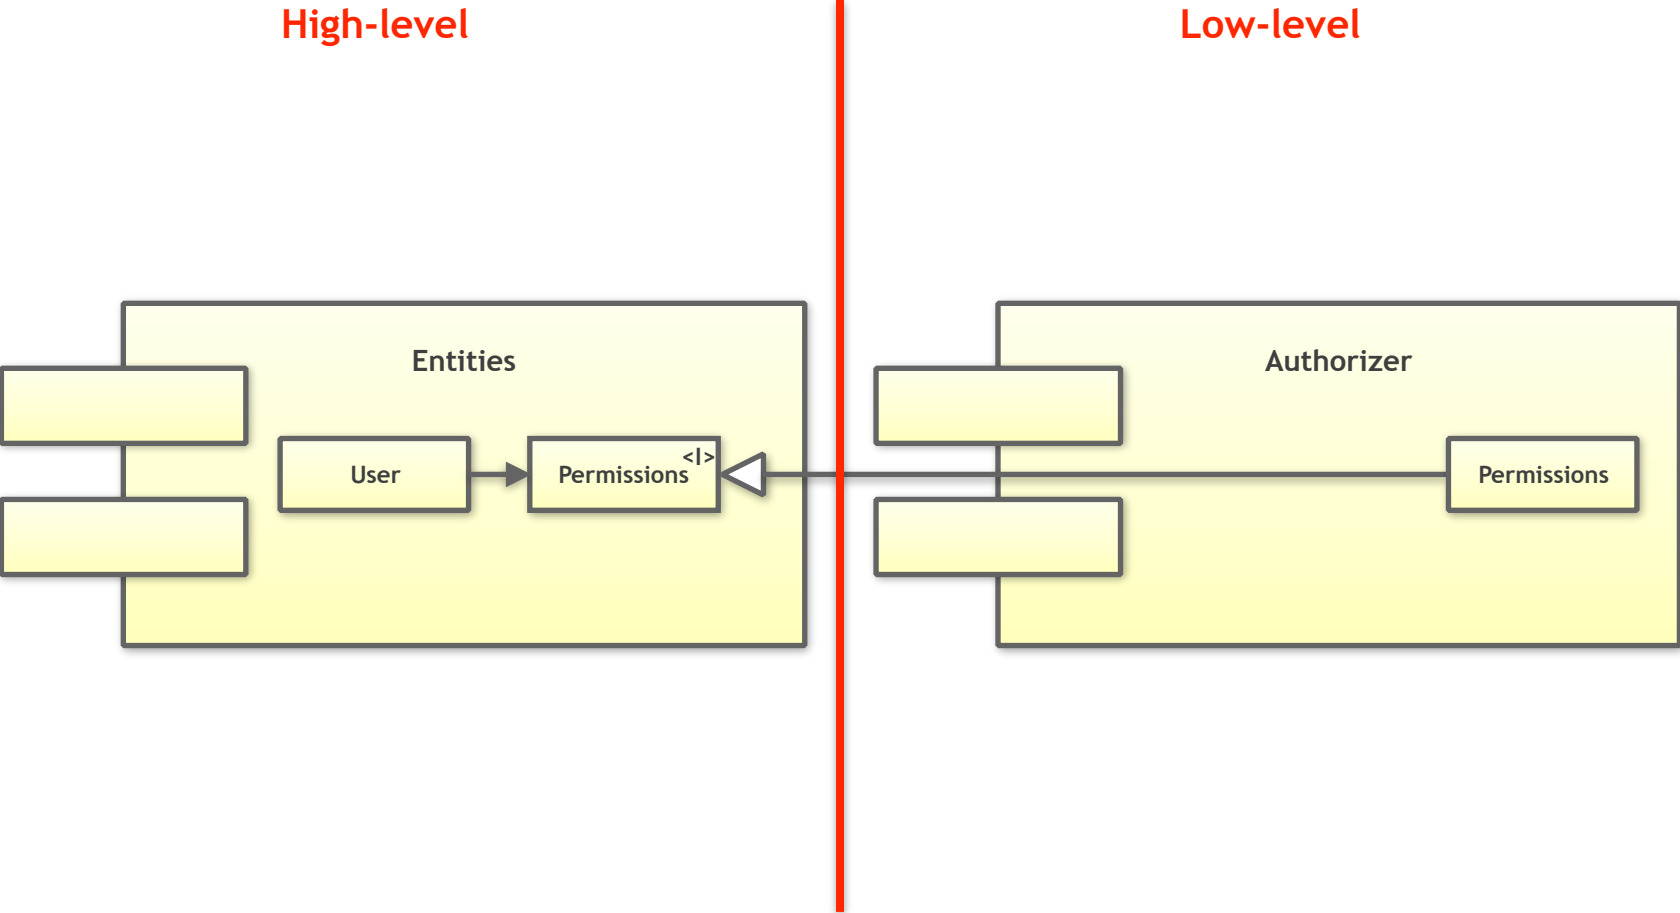 High-level
Low-level
Entities
Authorizer
User
<I>
Permissions
Permissions